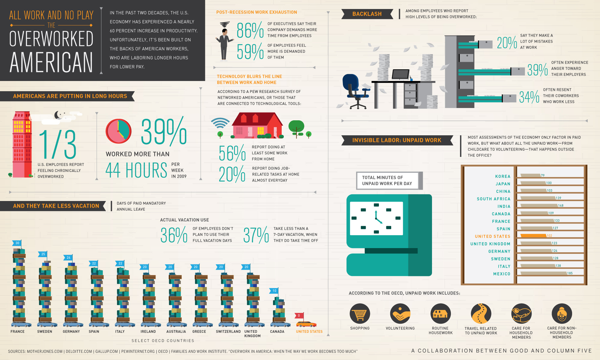 ALL WORK AND NO PLAY
THE
OVERWORKED
AMERICAN
IN THE PAST TWO DECADES, THE U.S.
ECONOMY HAS EXPERIENCED A NEARLY
60 PERCENT INCREASE IN PRODUCTIVITY.
UNFORTUNATELY, IT'S BEEN BUILT ON
THE BACKS OF AMERICAN WORKERS,
WHO ARE LABORING LONGER HOURS
FOR LOWER PAY.
AMERICANS ARE PUTTING IN LONG HOURS
1/3
U.S. EMPLOYEES REPORT
FEELING CHRONICALLY
OVERWORKED.
39%
WORKED MORE THAN
44 HOURS PER
WEEK
IN 2009
POST-RECESSION WORK EXHAUSTION
86%
OF EXECUTIVES SAY THEIR
COMPANY DEMANDS MORE
TIME FROM EMPLOYEES
59%
OF EMPLOYEES FEEL
MORE IS DEMANDED
OF THEM
TECHNOLOGY BLURS THE LINE
BETWEEN WORK AND HOME
ACCORDING TO A PEW RESEARCH SURVEY OF
NETWORKED AMERICANS, OR THOSE THAT
ARE CONNECTED TO TECHNOLOGICAL TOOLS:
56%
REPORT DOING AT
LEAST SOME WORK
FROM HOME
20%
REPORT DOING JOB-
RELATED TASKS AT HOME
ALMOST EVERYDAY
BACKLASH
AMONG EMPLOYEES WHO REPORT
HIGH LEVELS OF BEING OVERWORKED:
20%
SAY THEY MAKE A
LOT OF MISTAKES
AT WORK
39%
OFTEN EXPERIENCE
ANGER TOWARD
THEIR EMPLOYERS
34%
OFTEN RESENT
THEIR COWORKERS
WHO WORK LESS
AND THEY TAKE LESS VACATION
DAYS OF PAID MANDATORY
ANNUAL LEAVE
ACTUAL VACATION USE
36%
OF EMPLOYEES DON'T
PLAN TO USE THEIR
FULL VACATION DAYS
37%
TAKE LESS THAN A
7-DAY VACATION, WHEN
THEY DO TAKE TIME OFF
FRANCE
SWEDEN
GERMANY
SPAIN
ITALY
IRELAND
AUSTRALIA
GREECE
SWITZERLAND
UNITED
KINGDOM
CANADA
UNITED STATES
SELECT OECD COUNTRIES
INVISIBLE LABOR: UNPAID WORK
MOST ASSESSMENTS OF THE ECONOMY ONLY FACTOR IN PAID
WORK, BUT WHAT ABOUT ALL THE UNPAID WORK—FROM
CHILDCARE TO VOLUNTEERING—THAT HAPPENS OUTSIDE
THE OFFICE?
TOTAL MINUTES OF
UNPAID WORK PER DAY
KOREA
JAPAN
CHINA
SOUTH AFRICA
INDIA
CANADA
FRANCE
SPAIN
UNITED STATES
UNITED KINGDOM
GERMANY
SWEDEN
ITALY
MEXICO
ACCORDING TO THE OECD, UNPAID WORK INCLUDES:
SHOPPING
VOLUNTEERING
ROUTINE
HOUSEWORK
TRAVEL RELATED TO
UNPAID WORK
CARE FOR
HOUSEHOLD
MEMBERS
CARE FOR NON-
HOUSEHOLD
MEMBERS
SOURCES: MOTHERJONES.COM | OECD | GALLUP.COM | PEWINTERNET.ORG | OECD | FAMILIES AND WORK INSTITUTE, "OVERWORK IN AMERICA: WHEN THE WAY WE WORK BECOMES TOO MUCH"
A COLLABORATION BETWEEN GOOD AND COLUMN FIVE